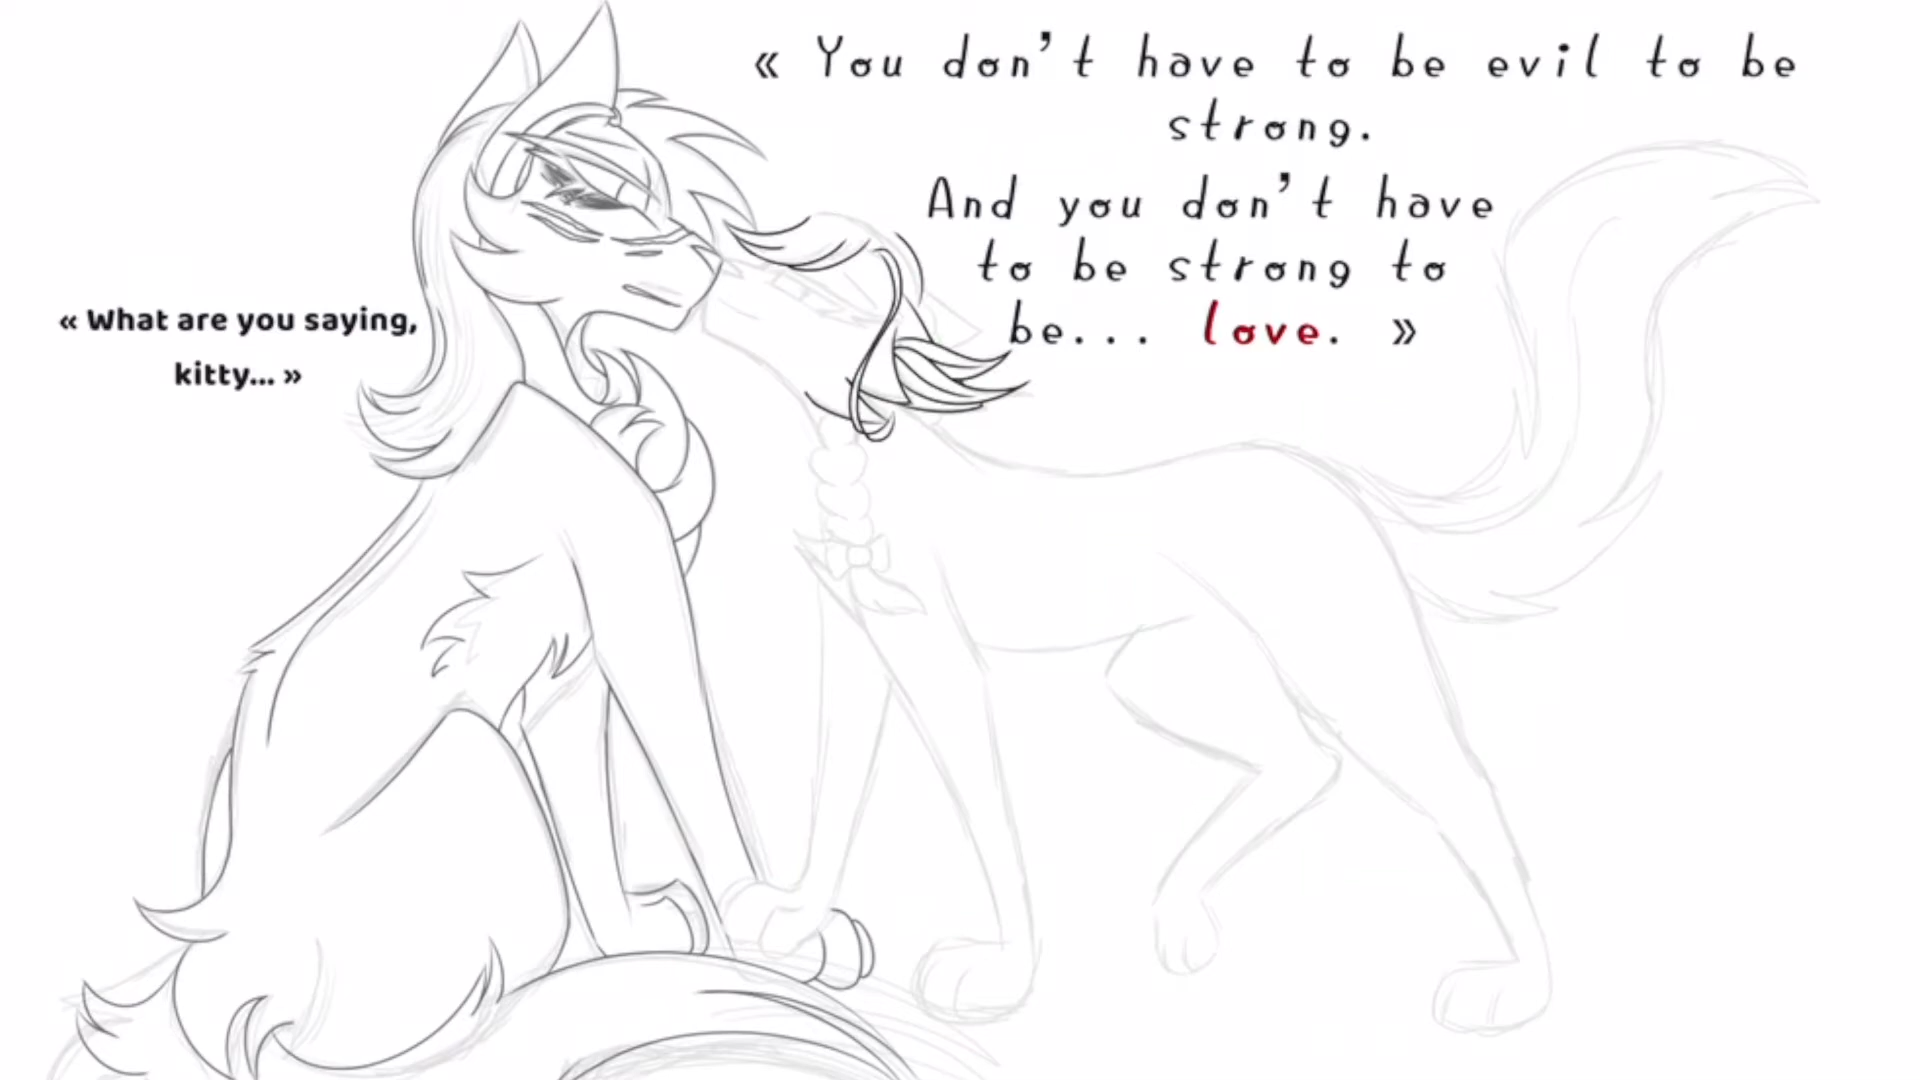 « You don't have to be evil to be
strong.
And you don't have
to be strong to
be... love. »
« What are you saying,
kitty... »